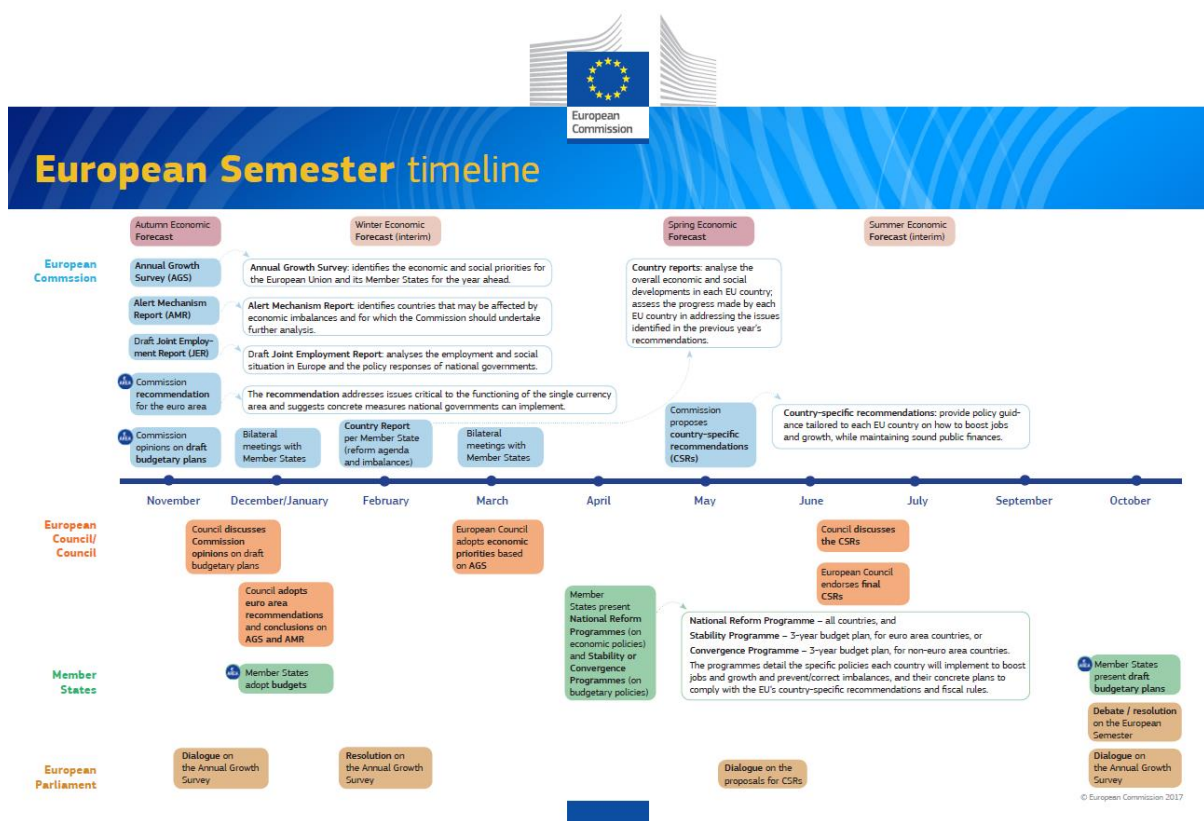 European
Commission
European Semester timeline
Autumn Economic
Forecast
Winter Economic
Forecast (interim)
Spring Economic
Forecast
Summer Economic
Forecast (interim)
European
Commssion
Annual Growth
Survey (AGS)
Annual Growth Survey: identifies the economic and social priorities for
the European Union and its Member States for the year ahead.
Country reports: analyse the
overall economic and social
developments in each EU country;
assess the progress made by each
EU country in addressing the issues
identified in the previous year's
recommendations.
Alert Mechanism
Report (AMR)
Alert Mechanism Report: identifies countries that may be affected by
economic imbalances and for which the Commission should undertake
further analysis.
Draft Joint Employ-
ment Report (JER)
Draft Joint Employment Report: analyses the employment and social
situation in Europe and the policy responses of national governments.
€
AREA
Commission
recommendation
for the euro area
The recommendation addresses issues critical to the functioning of the single currency
area and suggests concrete measures national governments can implement.
Commission
proposes
country-specific
recommendations
(CSRs)
Country-specific recommendations: provide policy guid-
ance tailored to each EU country on how to boost jobs
and growth, while maintaining sound public finances.
€
AREA
Commission
opinions on draft
budgetary plans
Bilateral
meetings with
Member States
Country Report
per Member State
(reform agenda
and imbalances)
Bilateral
meetings with
Member States
November
December/January
February
March
April
May
June
July
September
October
European
Council/
Council
Council discusses
Commission
opinions on draft
budgetary plans
European Council
adopts economic
priorities based
on AGS
Council discusses
the CSRs
European Council
endorses final
CSRs
Council adopts
euro area
recommendations
and conclusions on
AGS and AMR
Member
States present
National Reform
Programmes (on
economic policies)
and Stability or
Convergence
Programmes (on
budgetary policies)
National Reform Programme – all countries, and
Stability Programme – 3-year budget plan, for euro area countries, or
Convergence Programme – 3-year budget plan, for non-euro area countries.
The programmes detail the specific policies each country will implement to boost
jobs and growth and prevent/correct imbalances, and their concrete plans to
comply with the EU's country-specific recommendations and fiscal rules.
Member
States
€
AREA
Member States
adopt budgets
€
AREA
Member States
present draft
budgetary plans
Debate / resolution
on the European
Semester
European
Parliament
Dialogue on
the Annual Growth
Survey
Resolution on
the Annual Growth
Survey
Dialogue on the
proposals for CSRs
Dialogue on
the Annual Growth
Survey
© European Commission 2017